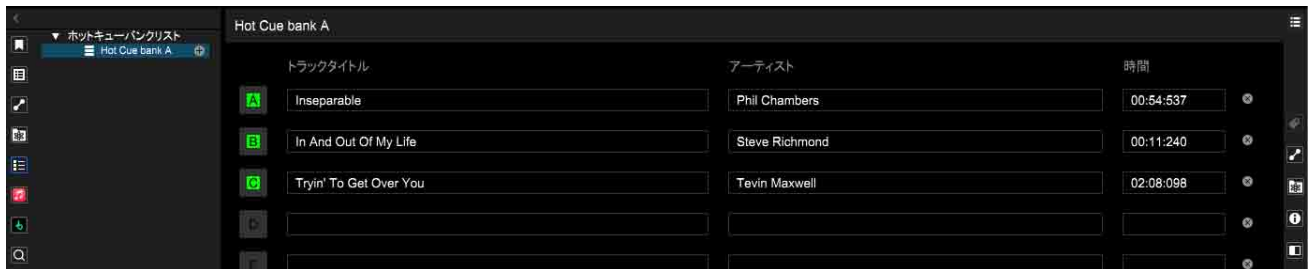 Hot Cue bank A
▼ ホットキューバンクリスト
Hot Cue bank A
トラックタイトル アーティスト 時間
A Inseparable Phil Chambers 00:54:537
B In And Out Of My Life Steve Richmond 00:11:240
C Tryin' To Get Over You Tevin Maxwell 02:08:098
D